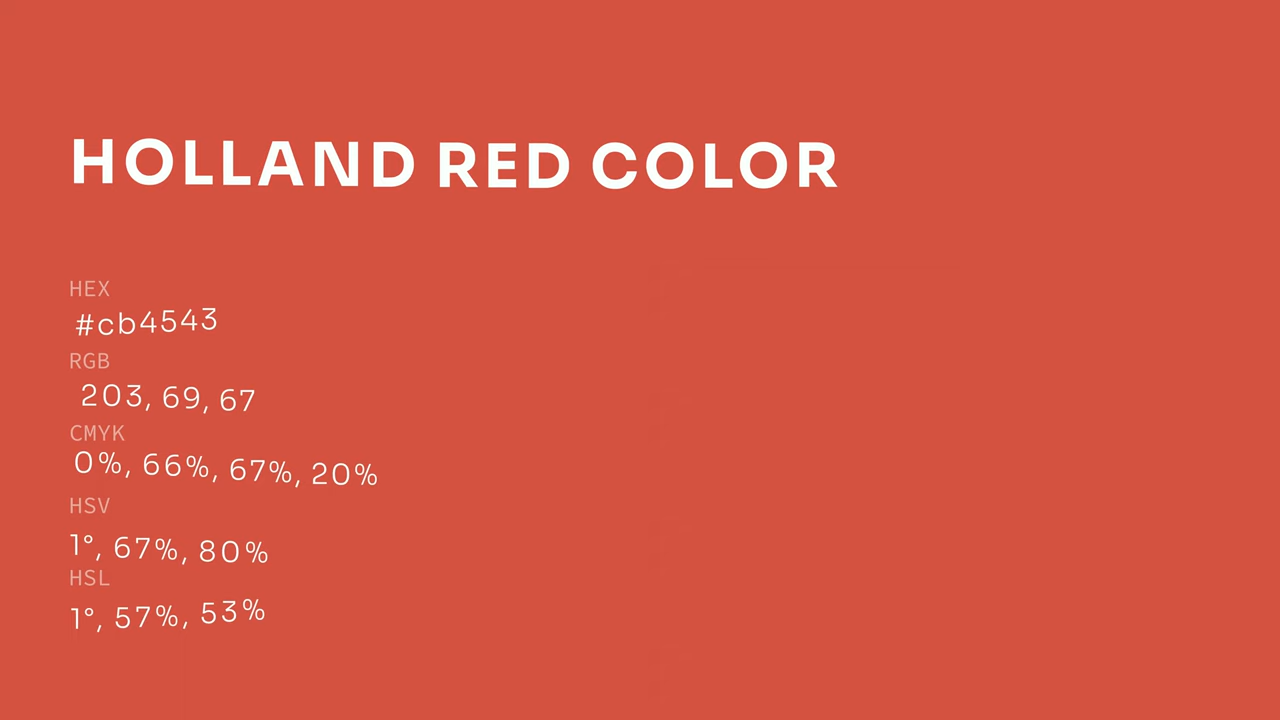 HOLLAND RED COLOR
HEX
#cb4543
RGB
203, 69, 67
CMYK
0%, 66%, 67%, 20%
HSV
1°, 67%, 80%
HSL
1°, 57%, 53%